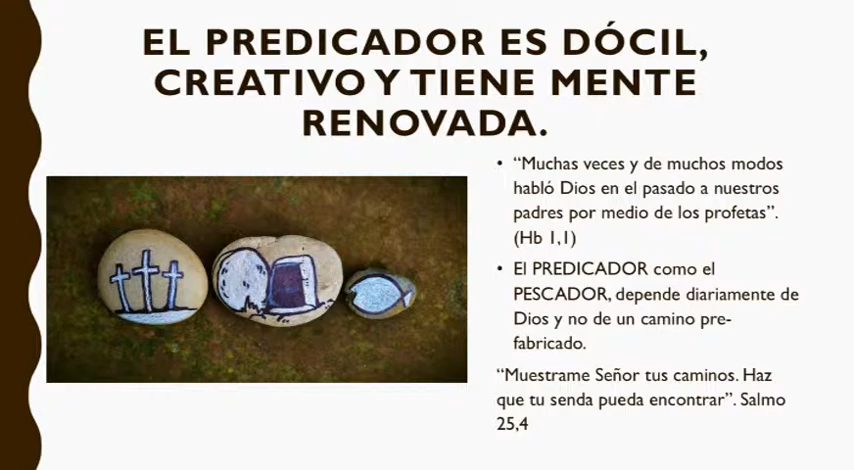 EL PREDICADOR ES DÓCIL,
CREATIVO Y TIENE MENTE
RENOVADA.
• “Muchas veces y de muchos modos
habló Dios en el pasado a nuestros
padres por medio de los profetas”.
(Hb 1,1)
• El PREDICADOR como el
PESCADOR, depende diariamente de
Dios y no de un camino pre-
fabricado.
“Muestrame Señor tus caminos. Haz
que tu senda pueda encontrar”. Salmo
25,4